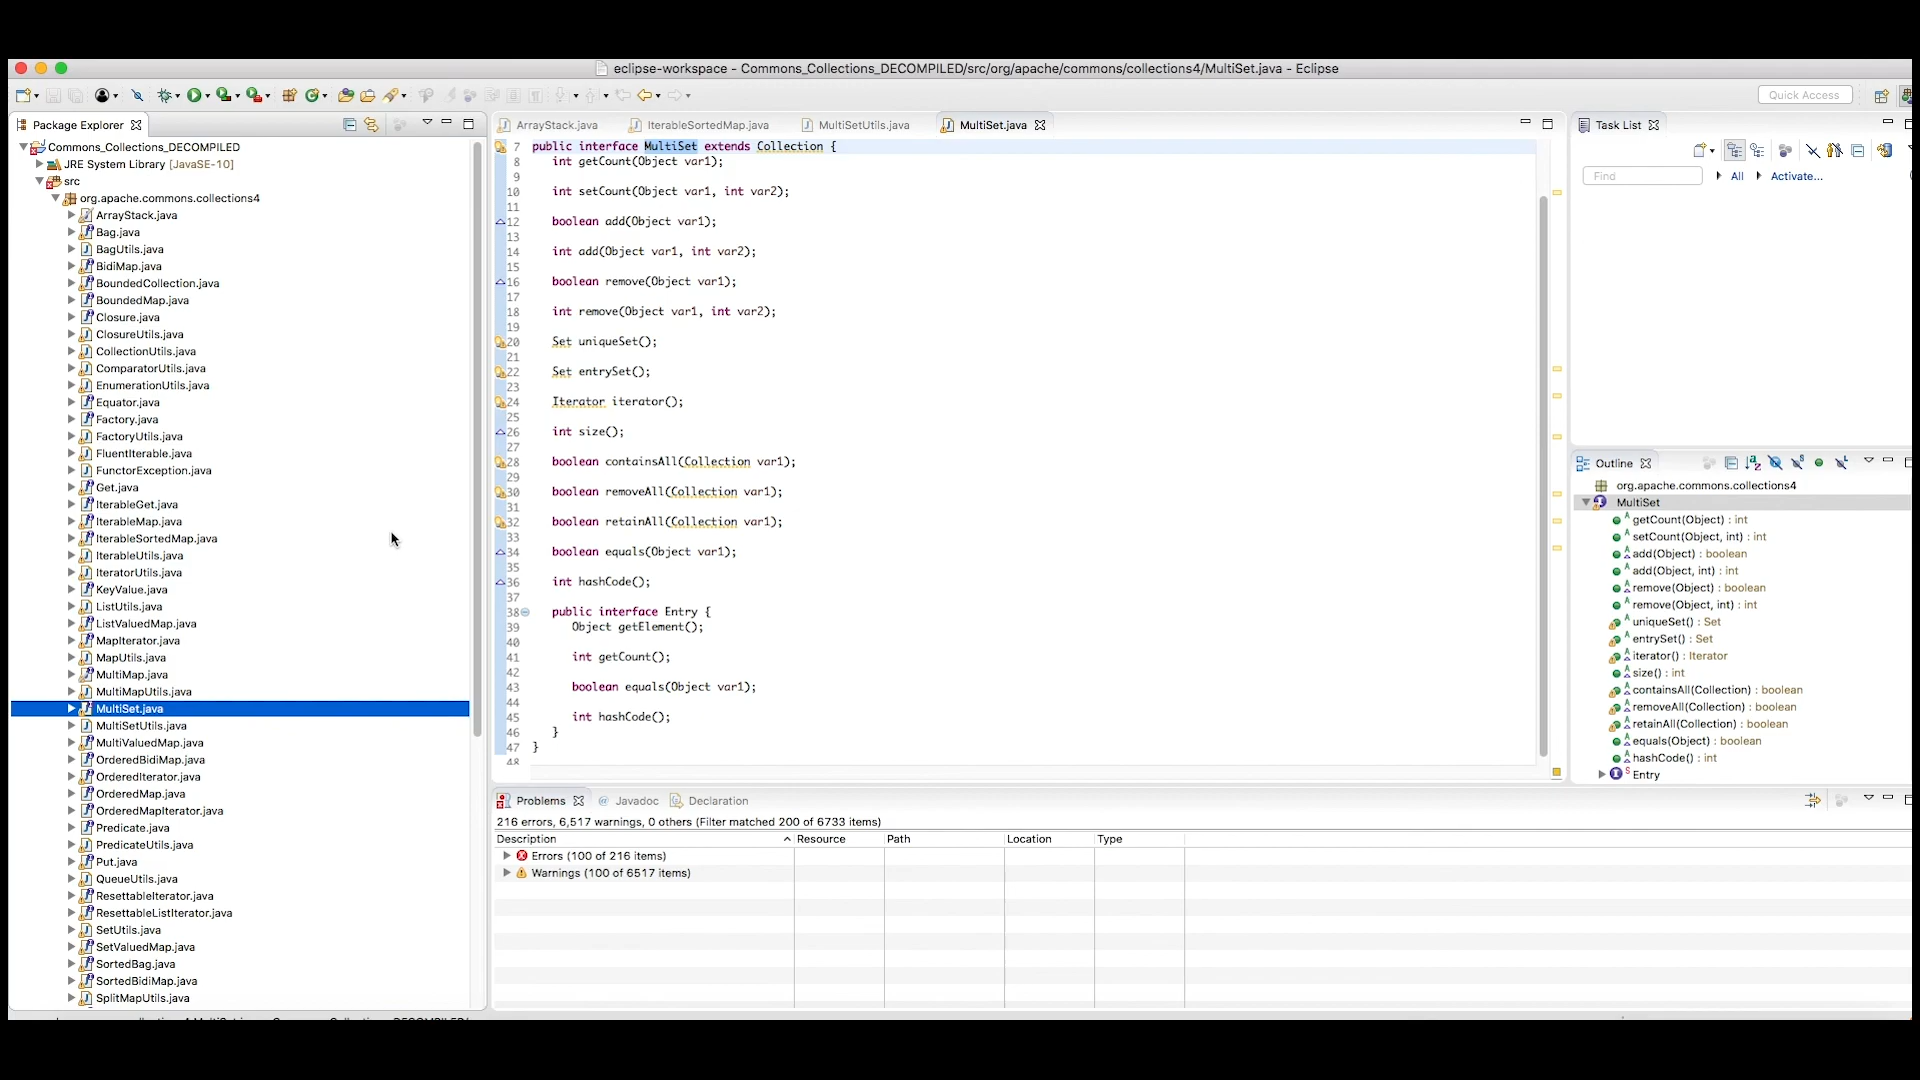 eclipse-workspace - Commons_Collections_DECOMPILED/src/org/apache/commons/collections4/MultiSet.java - Eclipse
Quick Access
Package Explorer
Commons_Collections_DECOMPILED
JRE System Library [JavaSE-10]
src
org.apache.commons.collections4
ArrayStack.java
Bag.java
BagUtils.java
BidiMap.java
BoundedCollection.java
BoundedMap.java
Closure.java
ClosureUtils.java
CollectionUtils.java
ComparatorUtils.java
EnumerationUtils.java
Equator.java
Factory.java
FactoryUtils.java
FluentIterable.java
FunctorException.java
Get.java
IterableGet.java
IterableMap.java
IterableSortedMap.java
IterableUtils.java
IteratorUtils.java
KeyValue.java
ListUtils.java
ListValuedMap.java
MapIterator.java
MapUtils.java
MultiMap.java
MultiMapUtils.java
MultiSet.java
MultiSetUtils.java
MultiValuedMap.java
OrderedBidiMap.java
OrderedIterator.java
OrderedMap.java
OrderedMapIterator.java
Predicate.java
PredicateUtils.java
Put.java
QueueUtils.java
ResettableIterator.java
ResettableListIterator.java
SetUtils.java
SetValuedMap.java
SortedBag.java
SortedBidiMap.java
SplitMapUtils.java
ArrayStack.java IterableSortedMap.java MultiSetUtils.java MultiSet.java
7 public interface MultiSet extends Collection {
8 int getCount(Object var1);
9
10 int setCount(Object var1, int var2);
11
12 boolean add(Object var1);
13
14 int add(Object var1, int var2);
15
16 boolean remove(Object var1);
17
18 int remove(Object var1, int var2);
19
20 Set uniqueSet();
21
22 Set entrySet();
23
24 Iterator iterator();
25
26 int size();
27
28 boolean containsAll(Collection var1);
29
30 boolean removeAll(Collection var1);
31
32 boolean retainAll(Collection var1);
33
34 boolean equals(Object var1);
35
36 int hashCode();
37
38 public interface Entry {
39 Object getElement();
40
41 int getCount();
42
43 boolean equals(Object var1);
44
45 int hashCode();
46 }
47 }
48
Task List
Find All Activate...
Outline
org.apache.commons.collections4
MultiSet
getCount(Object) : int
setCount(Object, int) : int
add(Object) : boolean
add(Object, int) : int
remove(Object) : boolean
remove(Object, int) : int
uniqueSet() : Set
entrySet() : Set
iterator() : Iterator
size() : int
containsAll(Collection) : boolean
removeAll(Collection) : boolean
retainAll(Collection) : boolean
equals(Object) : boolean
hashCode() : int
Entry
Problems Javadoc Declaration
216 errors, 6,517 warnings, 0 others (Filter matched 200 of 6733 items)
Description Resource Path Location Type
Errors (100 of 216 items)
Warnings (100 of 6517 items)